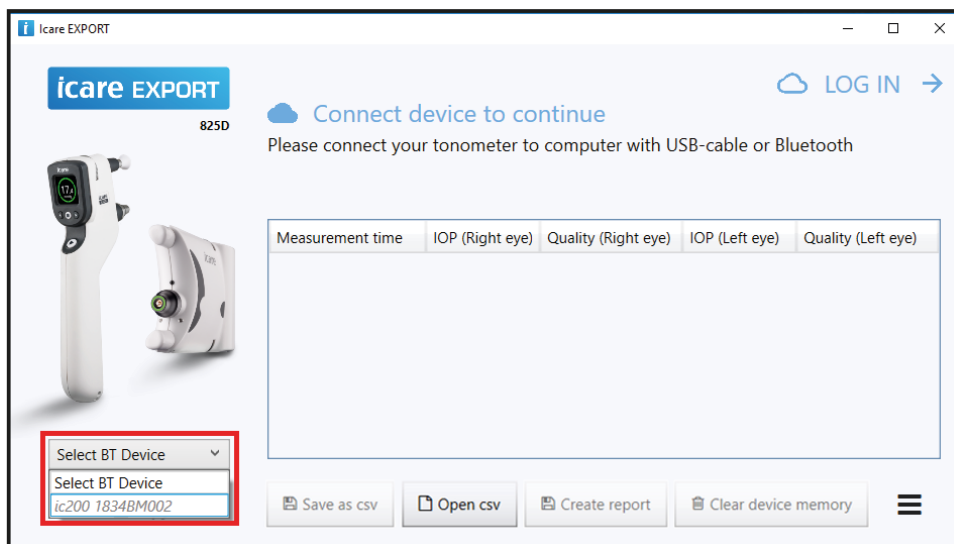 Icare EXPORT
icare EXPORT
825D
LOG IN
Connect device to continue
Please connect your tonometer to computer with USB-cable or Bluetooth
Measurement time IOP (Right eye) Quality (Right eye) IOP (Left eye) Quality (Left eye)
Select BT Device
Select BT Device
ic200 1834BM002
Save as csv Open csv Create report Clear device memory